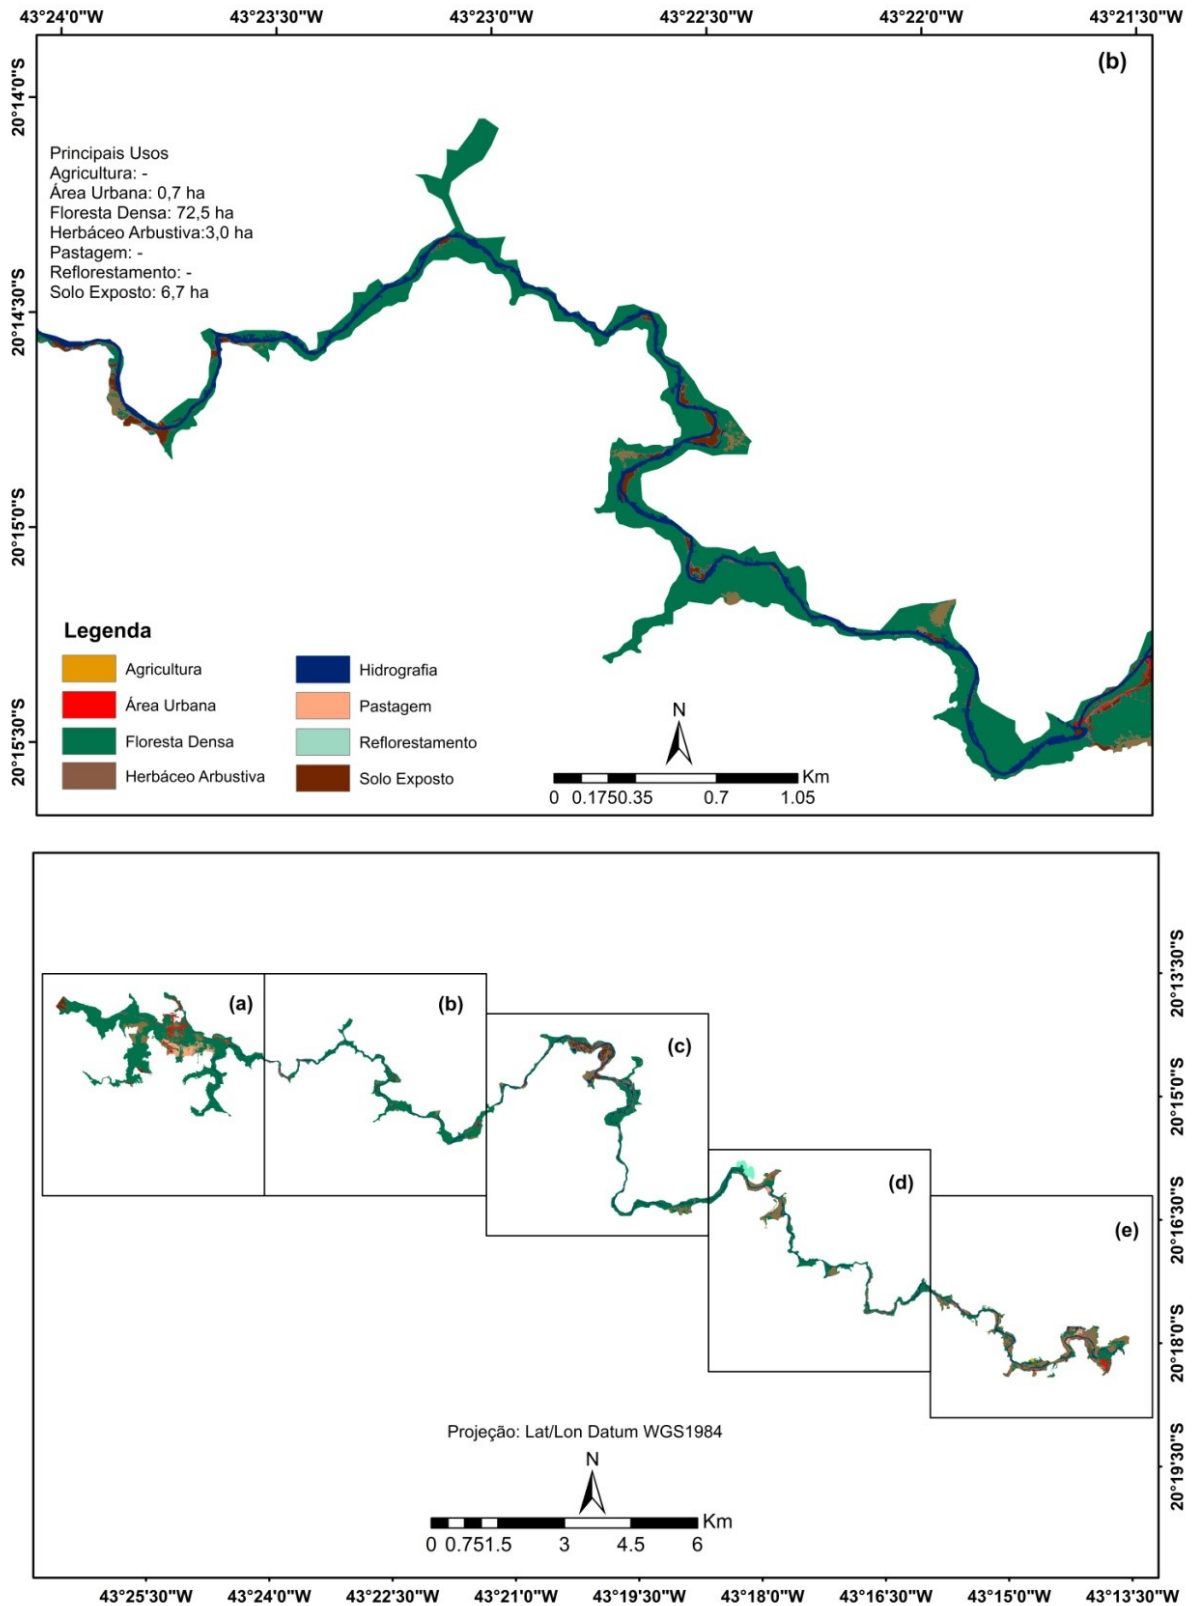 43°24'0"W 43°23'30"W 43°23'0"W 43°22'30"W 43°22'0"W 43°21'30"W
(b)
20°14'0"S
20°14'30"S
20°15'0"S
20°15'30"S
Principais Usos
Agricultura: -
Área Urbana: 0,7 ha
Floresta Densa: 72,5 ha
Herbáceo Arbustiva:3,0 ha
Pastagem: -
Reflorestamento: -
Solo Exposto: 6,7 ha
Legenda
Agricultura
Área Urbana
Floresta Densa
Herbáceo Arbustiva
Hidrografia
Pastagem
Reflorestamento
Solo Exposto
N
Km
0 0.1750.35 0.7 1.05
(a)
(b)
(c)
(d)
(e)
20°13'30"S
20°15'0"S
20°16'30"S
20°18'0"S
20°19'30"S
Projeção: Lat/Lon Datum WGS1984
N
Km
0 0.751.5 3 4.5 6
43°25'30"W 43°24'0"W 43°22'30"W 43°21'0"W 43°19'30"W 43°18'0"W 43°16'30"W 43°15'0"W 43°13'30"W